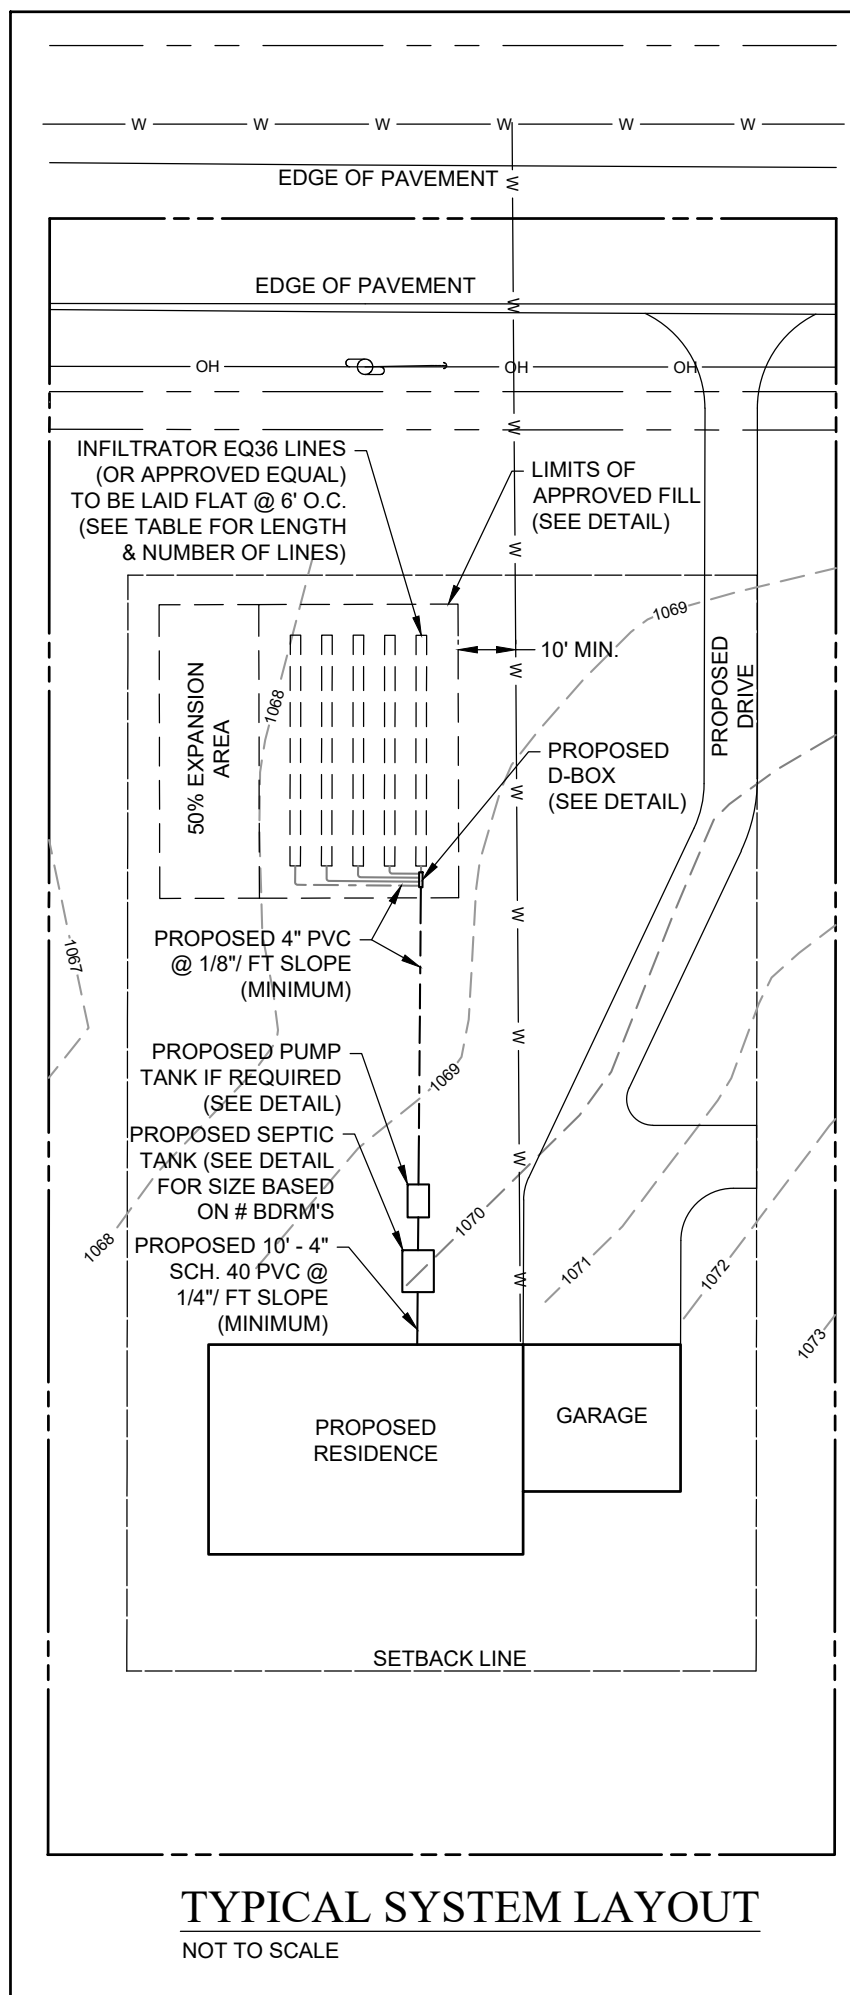 W W W W W W
EDGE OF PAVEMENT
W
EDGE OF PAVEMENT
W
OH OH OH
W
INFILTRATOR EQ36 LINES
(OR APPROVED EQUAL)
TO BE LAID FLAT @ 6' O.C.
(SEE TABLE FOR LENGTH
& NUMBER OF LINES)
LIMITS OF
APPROVED FILL
(SEE DETAIL)
W
1069
10' MIN.
W
PROPOSED
DRIVE
1068
50% EXPANSION
AREA
PROPOSED
D-BOX
(SEE DETAIL)
W
W
1067
PROPOSED 4" PVC
@ 1/8"/ FT SLOPE
(MINIMUM)
W
PROPOSED PUMP
TANK IF REQUIRED
(SEE DETAIL)
1069
PROPOSED SEPTIC
TANK (SEE DETAIL
FOR SIZE BASED
ON # BDRM'S
W
1070
1068
PROPOSED 10' - 4"
SCH. 40 PVC @
1/4"/ FT SLOPE
(MINIMUM)
W
1071
1072
1073
PROPOSED
RESIDENCE
GARAGE
SETBACK LINE
TYPICAL SYSTEM LAYOUT
NOT TO SCALE